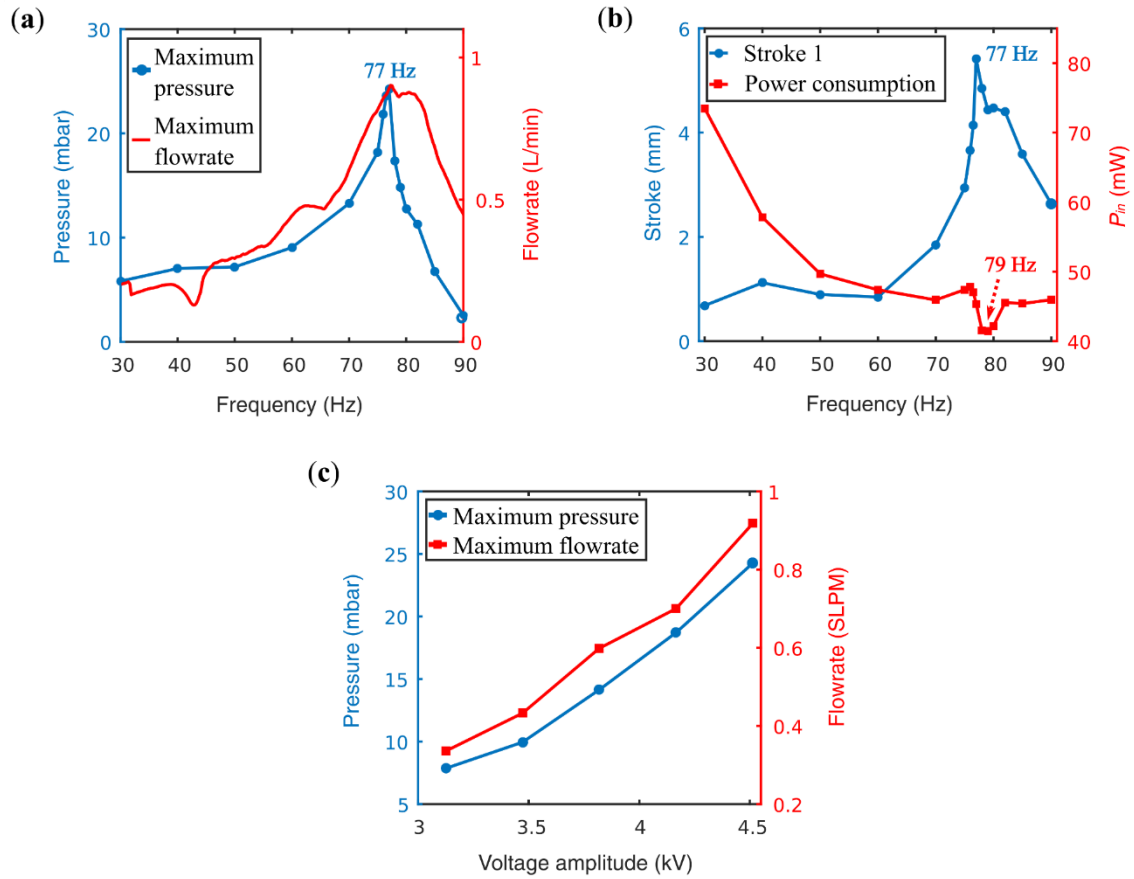 (a)
30
20
10
0
Pressure (mbar)
Maximum
pressure
Maximum
flowrate
77 Hz
1
0.5
0
Flowrate (L/min)
30 40 50 60 70 80 90
Frequency (Hz)
(b)
6
4
2
0
Stroke (mm)
Stroke 1
Power consumption
77 Hz
79 Hz
80
70
60
50
40
Pin (mW)
30 40 50 60 70 80 90
Frequency (Hz)
(c)
30
25
20
15
10
5
Pressure (mbar)
Maximum pressure
Maximum flowrate
1
0.8
0.6
0.4
0.2
Flowrate (SLPM)
3 3.5 4 4.5
Voltage amplitude (kV)